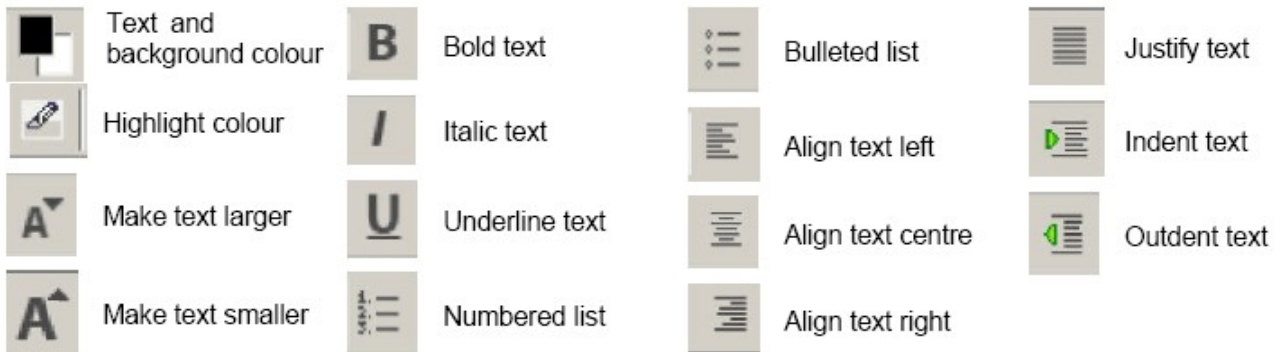 Text and
background colour
Highlight colour
A
Make text larger
A
Make text smaller
B
Bold text
I
Italic text
U
Underline text
Numbered list
Bulleted list
Align text left
Align text centre
Align text right
Justify text
Indent text
Outdent text